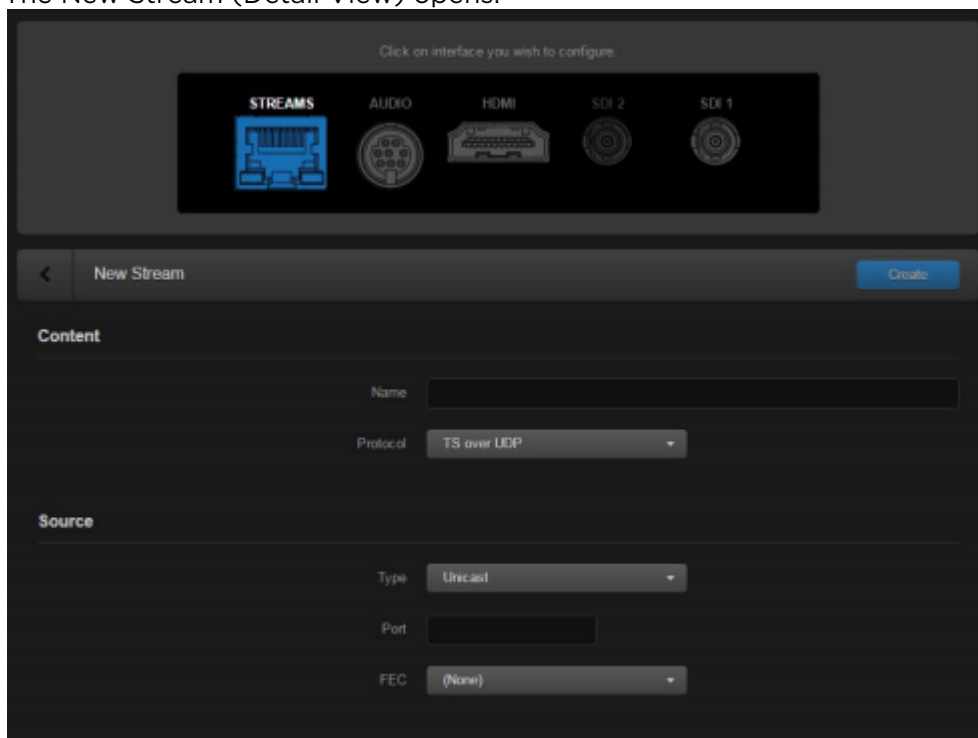 The New Stream (Detail View) opens.
Click on interface you wish to configure.
STREAMS AUDIO HDMI SDI 2 SDI 1
New Stream Create
Content
Name
Protocol TS over UDP
Source
Type Unicast
Port
FEC (None)